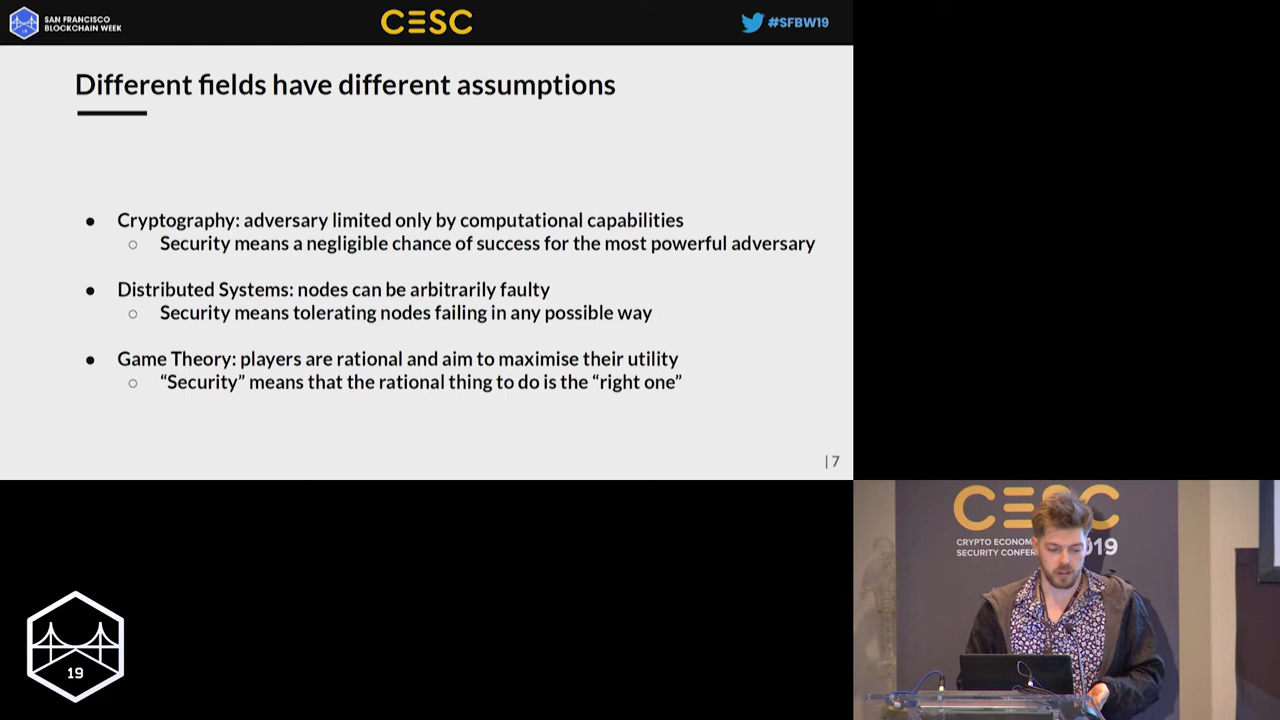 SAN FRANCISCO
BLOCKCHAIN WEEK
19
CESC
#SFBW19
Different fields have different assumptions
● Cryptography: adversary limited only by computational capabilities
○ Security means a negligible chance of success for the most powerful adversary
● Distributed Systems: nodes can be arbitrarily faulty
○ Security means tolerating nodes failing in any possible way
● Game Theory: players are rational and aim to maximise their utility
○ “Security” means that the rational thing to do is the “right one”
| 7
CESC
CRYPTO ECONOM
SECURITY CONFER
19
19